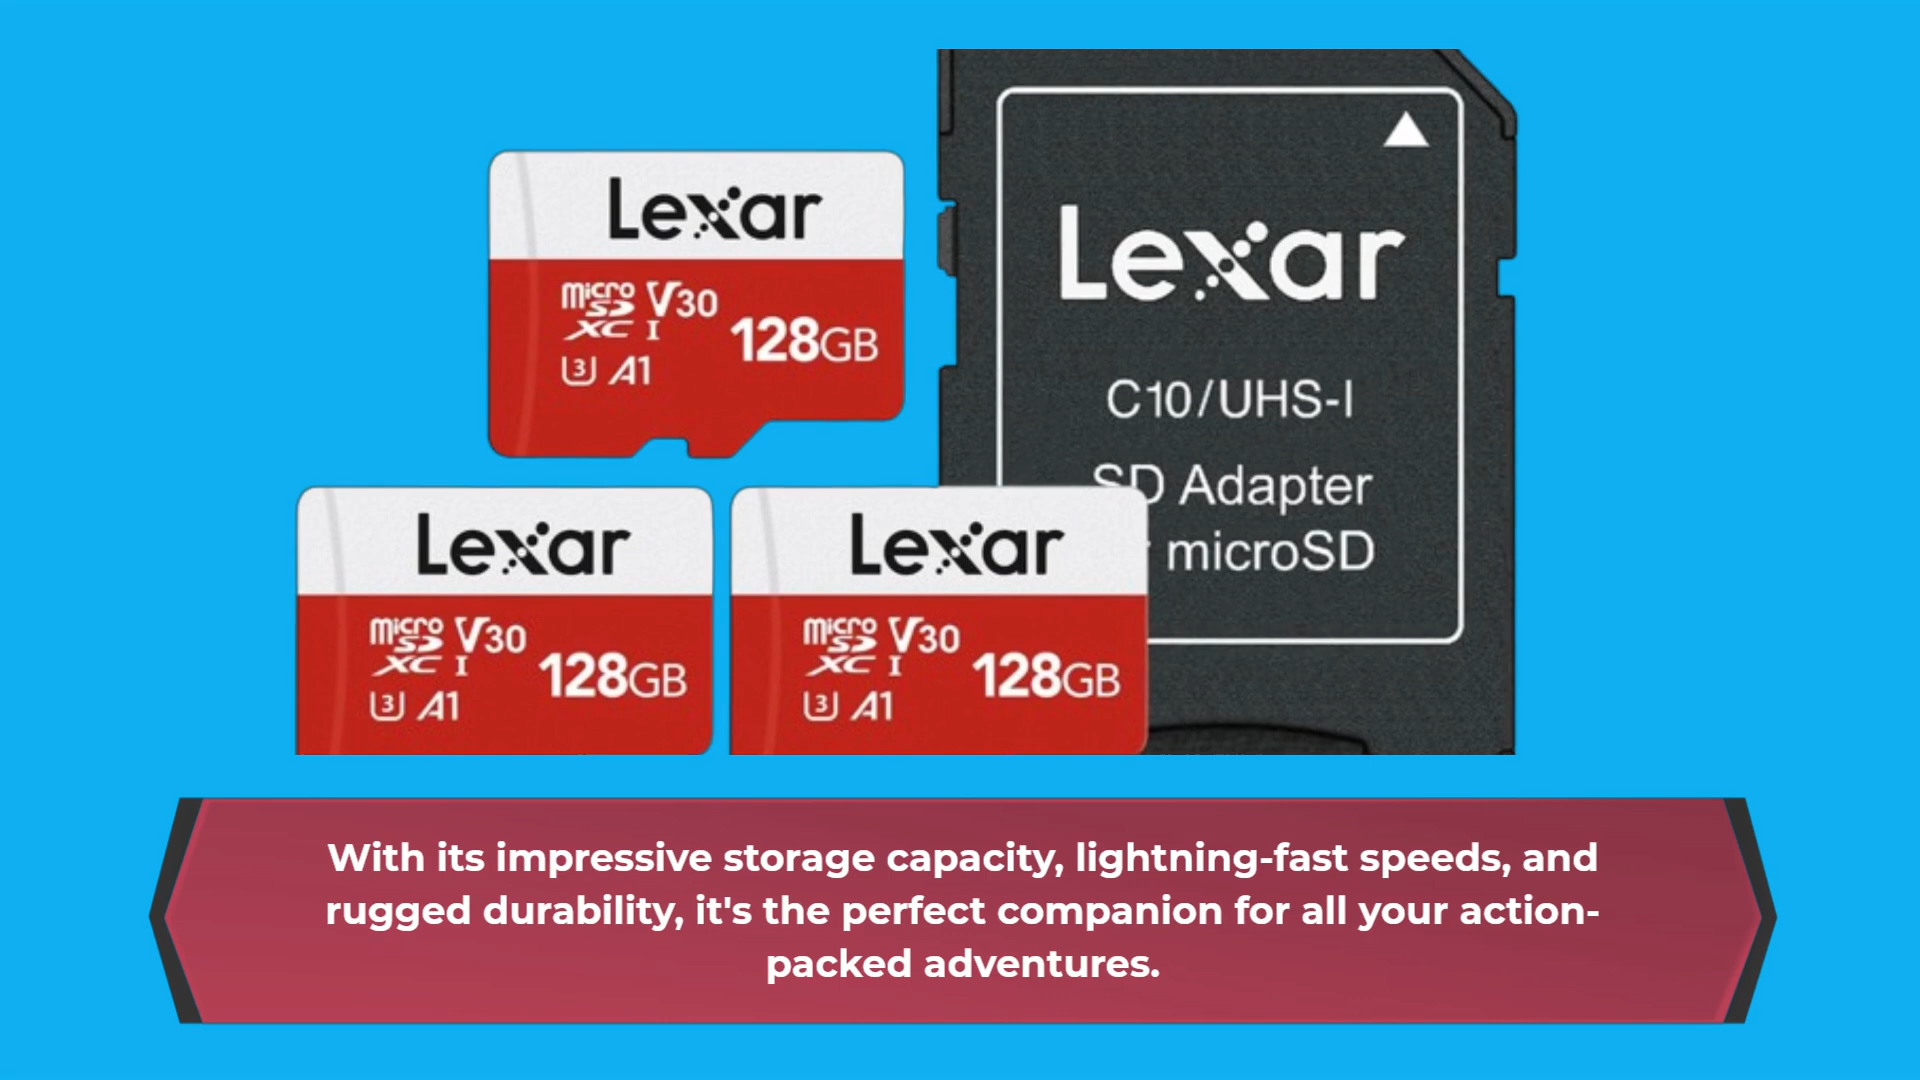 Lexar
micro SD XC I V30
U3 A1
128GB
Lexar
C10/UHS-I
SD Adapter
microSD
Lexar
micro SD XC I V30
U3 A1
128GB
Lexar
micro SD XC I V30
U3 A1
128GB
With its impressive storage capacity, lightning-fast speeds, and
rugged durability, it's the perfect companion for all your action-
packed adventures.